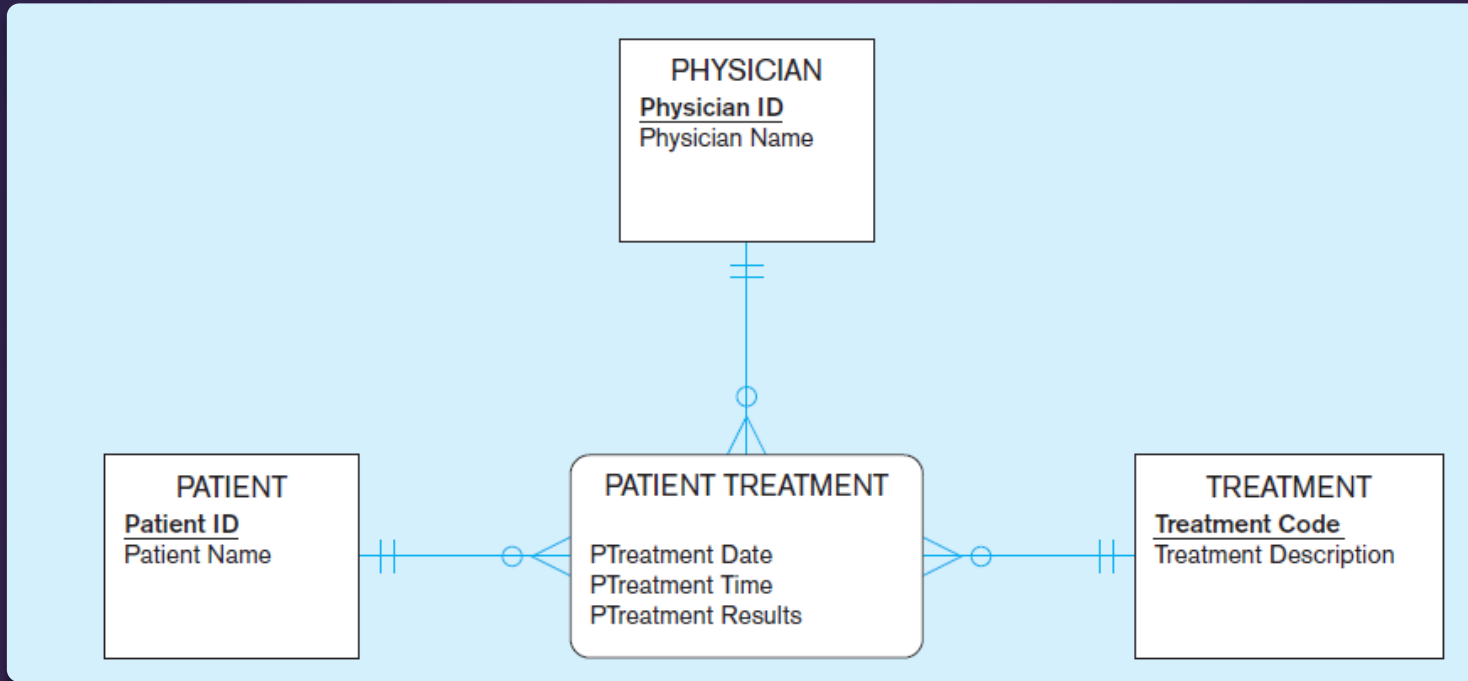 PHYSICIAN
Physician ID
Physician Name
PATIENT
Patient ID
Patient Name
PATIENT TREATMENT
PTreatment Date
PTreatment Time
PTreatment Results
TREATMENT
Treatment Code
Treatment Description